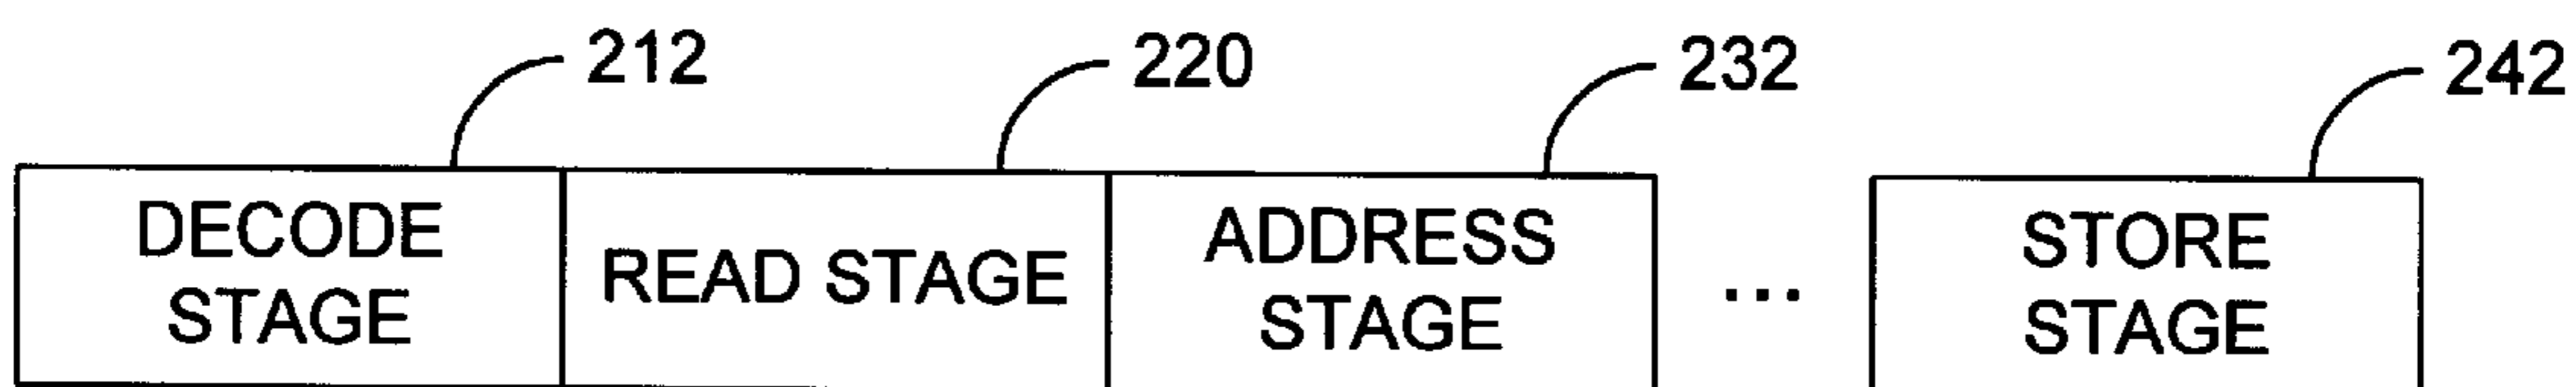 212
220
232
242
DECODE
STAGE
READ STAGE
ADDRESS
STAGE
...
STORE
STAGE